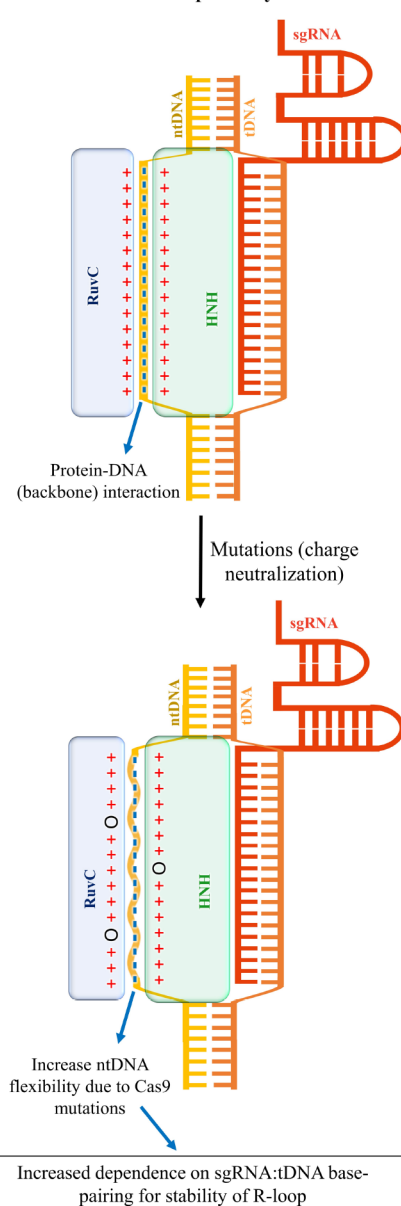 sgRNA
ntDNA
tDNA
+ + + + + + + + + + + + + + +
+ + + + + + + + + + + + + + +
RuvC
HNH
Protein-DNA
(backbone) interaction
Mutations (charge
neutralization)
sgRNA
ntDNA
tDNA
+ + + + O + + + + + O + + +
+ + + + + + O + + + + + + +
RuvC
HNH
Increase ntDNA
flexibility due to Cas9
mutations
Increased dependence on sgRNA:tDNA base-
pairing for stability of R-loop